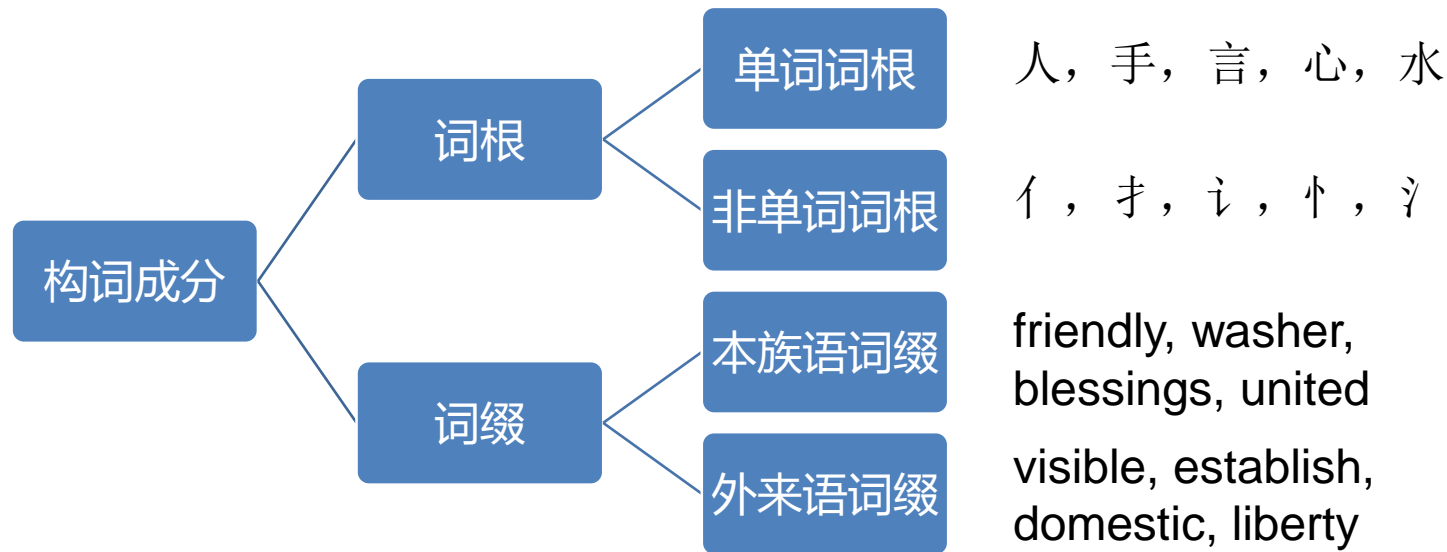 构词成分
词根
词缀
单词词根
人，手，言，心，水
非单词词根
亻，扌，讠，忄，氵
本族语词缀
friendly, washer,
blessings, united
外来语词缀
visible, establish,
domestic, liberty